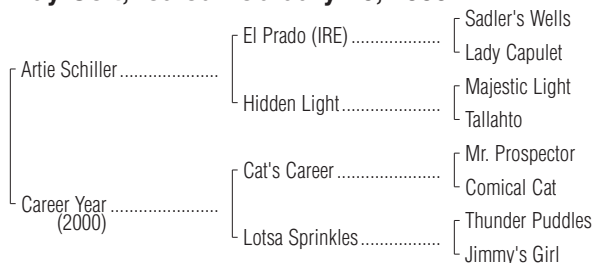 Sadler's Wells
El Prado (IRE)
Lady Capulet
Artie Schiller
Majestic Light
Hidden Light
Tallahto
Mr. Prospector
Cat's Career
Comical Cat
Career Year
(2000)
Thunder Puddles
Lotsa Sprinkles
Jimmy's Girl